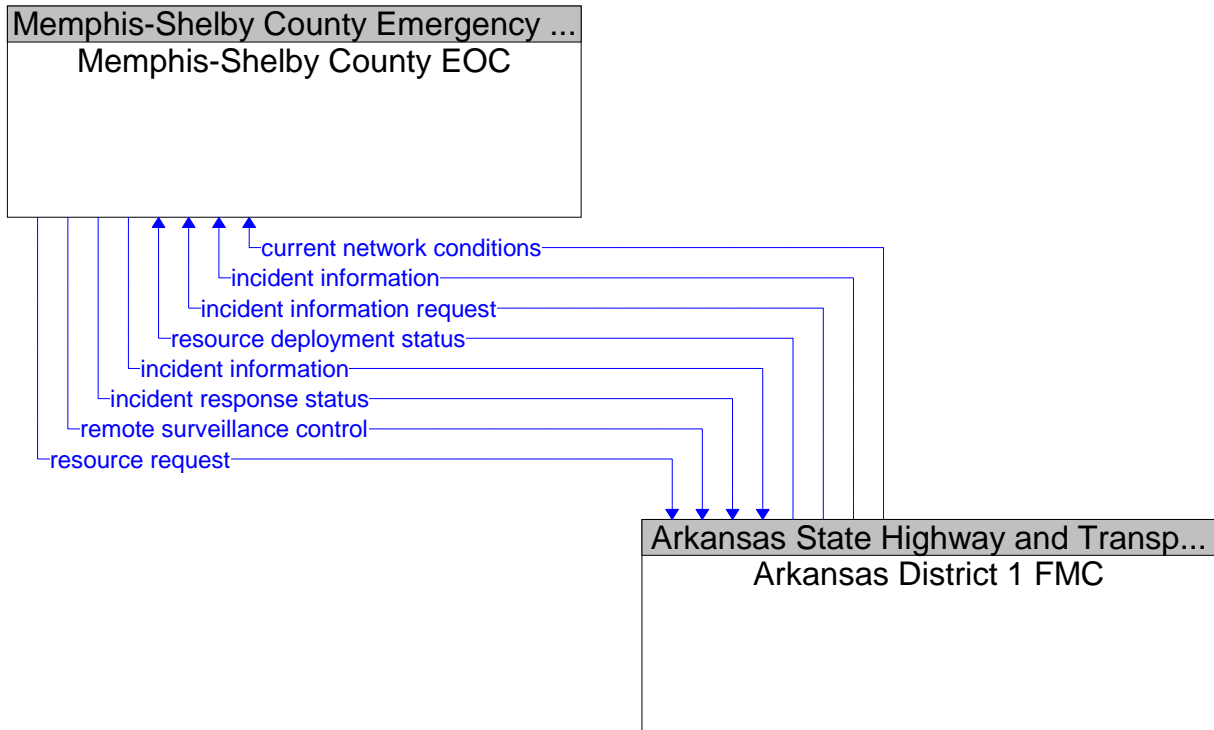 Memphis-Shelby County Emergency ...
Memphis-Shelby County EOC
current network conditions
incident information
incident information request
resource deployment status
incident information
incident response status
remote surveillance control
resource request
Arkansas State Highway and Transp...
Arkansas District 1 FMC